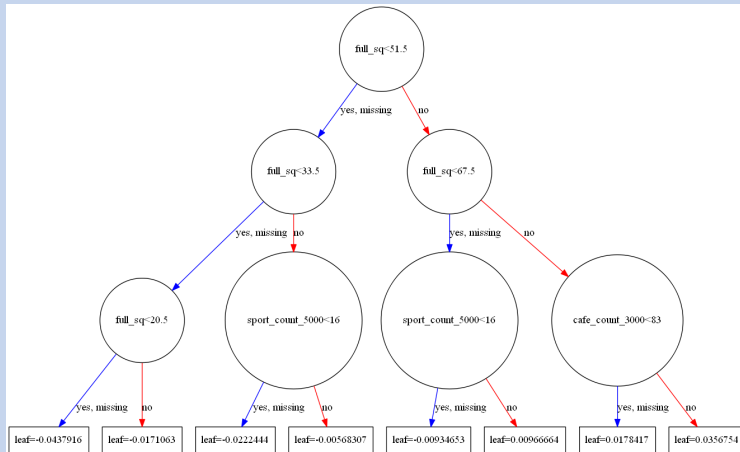 full_sq<51.5
yes, missing
no
full_sq<33.5
full_sq<67.5
yes, missing
no
yes, missing
no
full_sq<20.5
sport_count_5000<16
sport_count_5000<16
cafe_count_3000<83
yes, missing
no
yes, missing
no
yes, missing
no
yes, missing
no
leaf=-0.0437916
leaf=-0.0171063
leaf=-0.0222444
leaf=-0.00568307
leaf=-0.00934653
leaf=0.00966664
leaf=0.0178417
leaf=0.0356754